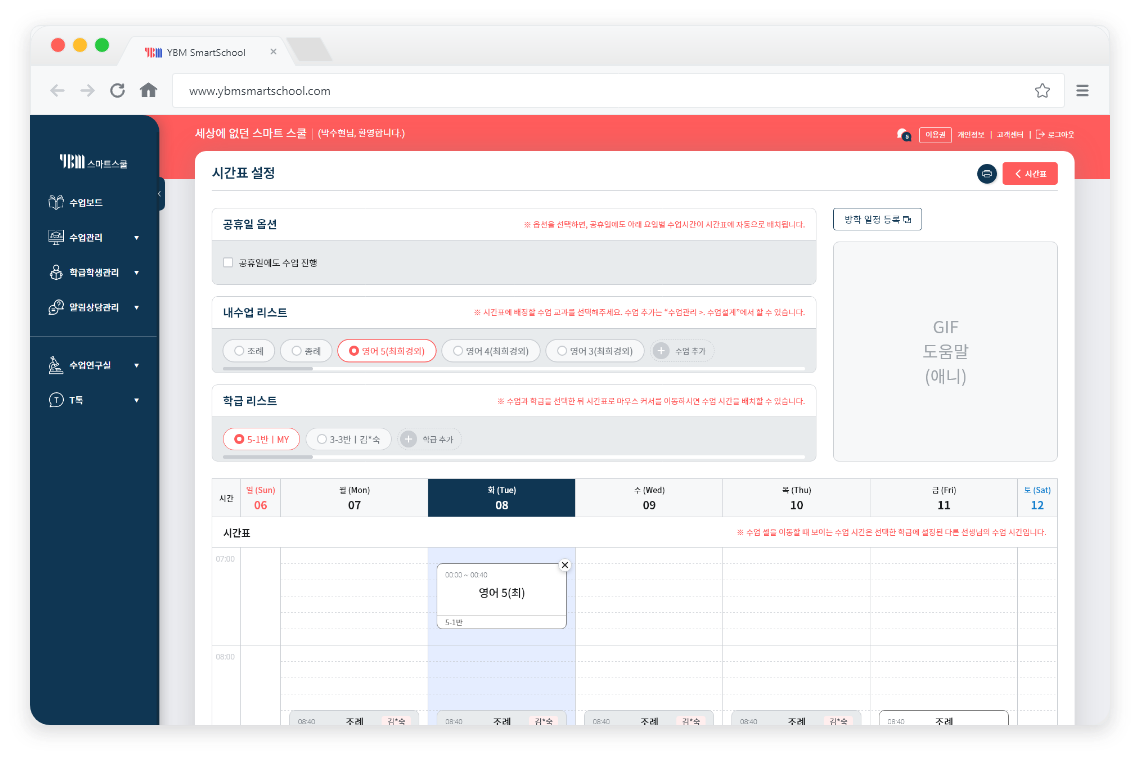 YBM YBM SmartSchool
www.ybmsmartschool.com
세상에 없던 스마트 스쿨 | (박수현님, 환영합니다.)
6 이용권 개인정보 | 고객센터 | 로그아웃
YBM 스마트스쿨
수업보드
수업관리
학급학생관리
알림상담관리
수업연구실
T T톡
시간표 설정
시간표
공휴일 옵션
※ 옵션을 선택하면, 공휴일에도 아래 요일별 수업시간이 시간표에 자동으로 배치됩니다.
공휴일에도 수업 진행
방학 일정 등록
내수업 리스트
※ 시간표에 배정할 수업 교과를 선택해주세요. 수업 추가는 "수업관리 >. 수업설계"에서 할 수 있습니다.
조례 종례 영어 5(최희경외) 영어 4(최희경외) 영어 3(최희경외) + 수업 추가
학급 리스트
※ 수업과 학급을 선택한 뒤 시간표로 마우스 커서를 이동하시면 수업 시간을 배치할 수 있습니다.
5-1반 | MY 3-3반 | 김*숙 + 학급 추가
GIF
도움말
(애니)
시간 일 (Sun) 월 (Mon) 화 (Tue) 수 (Wed) 목 (Thu) 금 (Fri) 토 (Sat)
06 07 08 09 10 11 12
시간표
※ 수업 셀을 이동할 때 보이는 수업 시간은 선택한 학급에 설정된 다른 선생님의 수업 시간입니다.
07:00
00:00 ~ 00:40
영어 5(최)
5-1반
08:00
08:40 조례 김*숙 08:40 조례 김*숙 08:40 조례 김*숙 08:40 조례 김*숙 08:40 조례